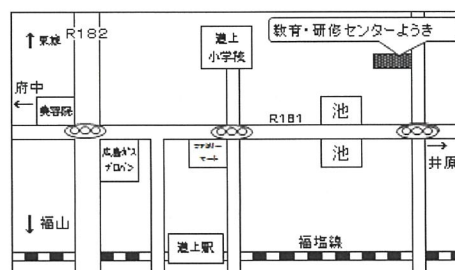 教育・研修センターようき
↑東城
R182
道上
小学校
府中
←
美容院
R181
池
池
→
井原
広島ガス
プロパン
ファミリー
マート
↓福山
道上駅
福塩線